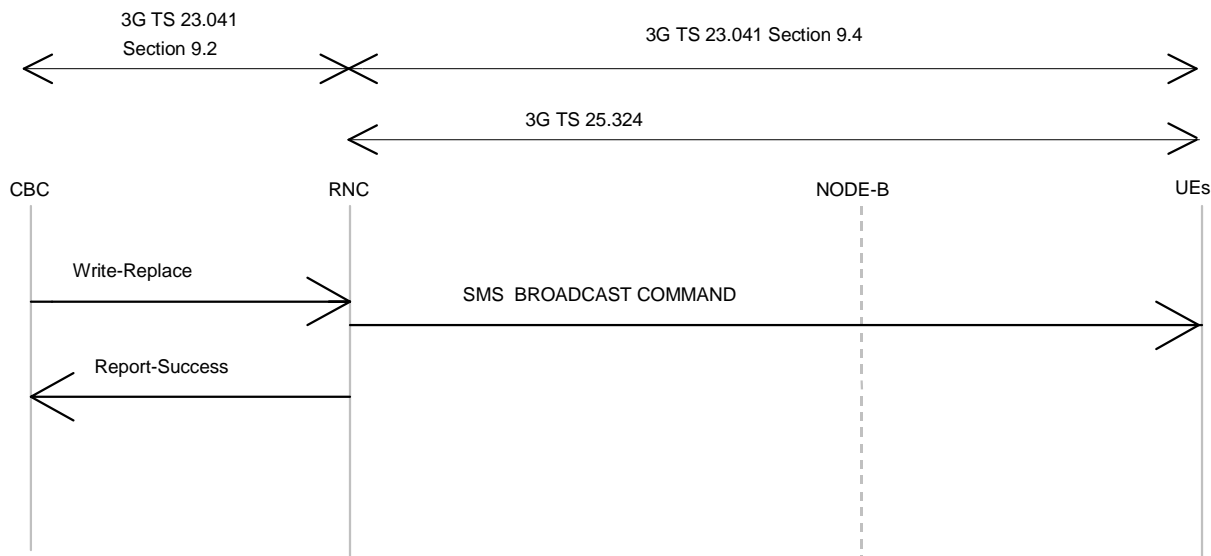 3G TS 23.041
Section 9.2
3G TS 23.041 Section 9.4
3G TS 25.324
CBC
RNC
NODE-B
UEs
Write-Replace
SMS BROADCAST COMMAND
Report-Success